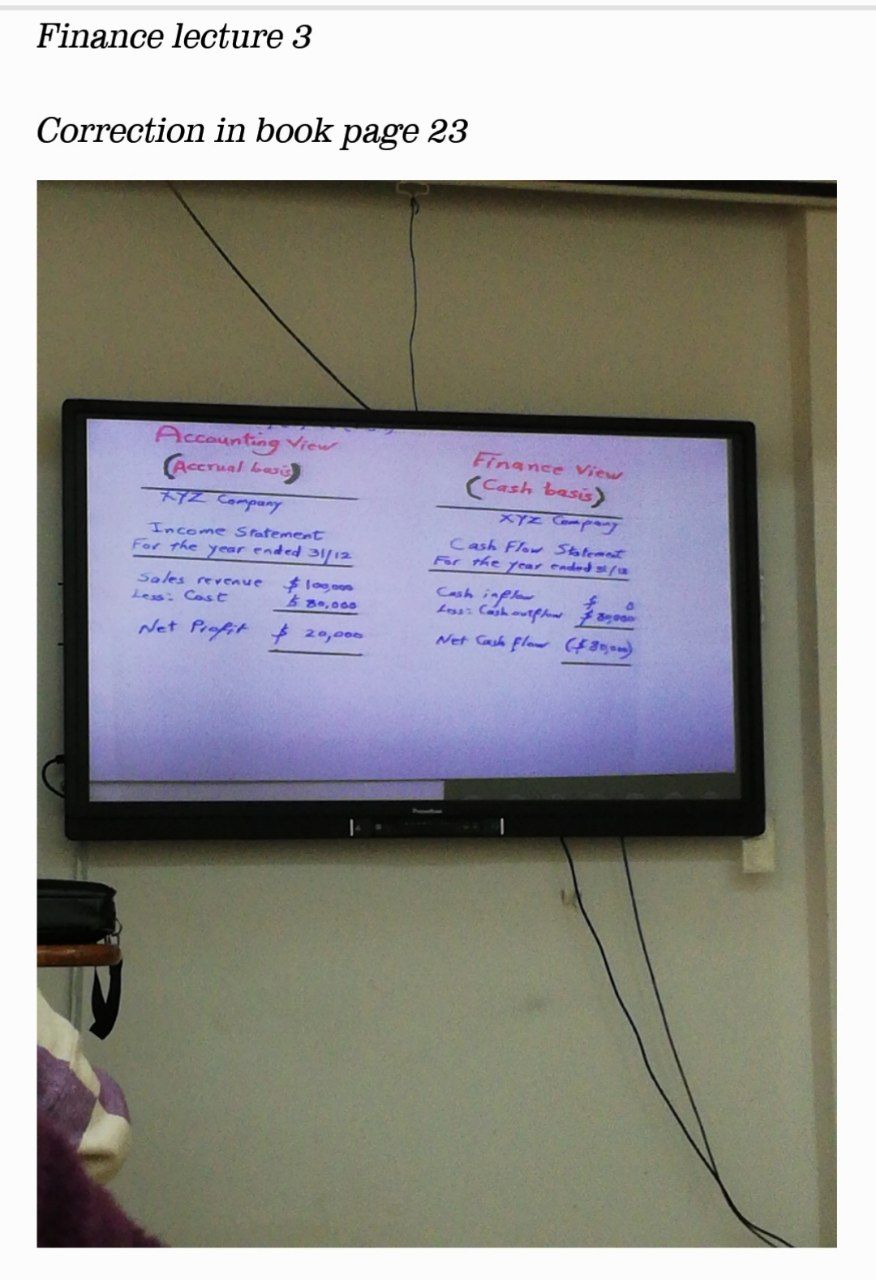 Finance lecture 3
Correction in book page 23
Accounting View
(Accrual basis)
XYZ Company
Income Statement
For the year ended 31/12
Sales revenue $ 100,000
Less: Cost $ 80,000
Net Profit $ 20,000
Finance View
(Cash basis)
XYZ Company
Cash Flow Statement
For the year ended 31/12
Cash inflow $ 0
Less: Cash outflow $ 80,000
Net Cash flow ($ 80,000)